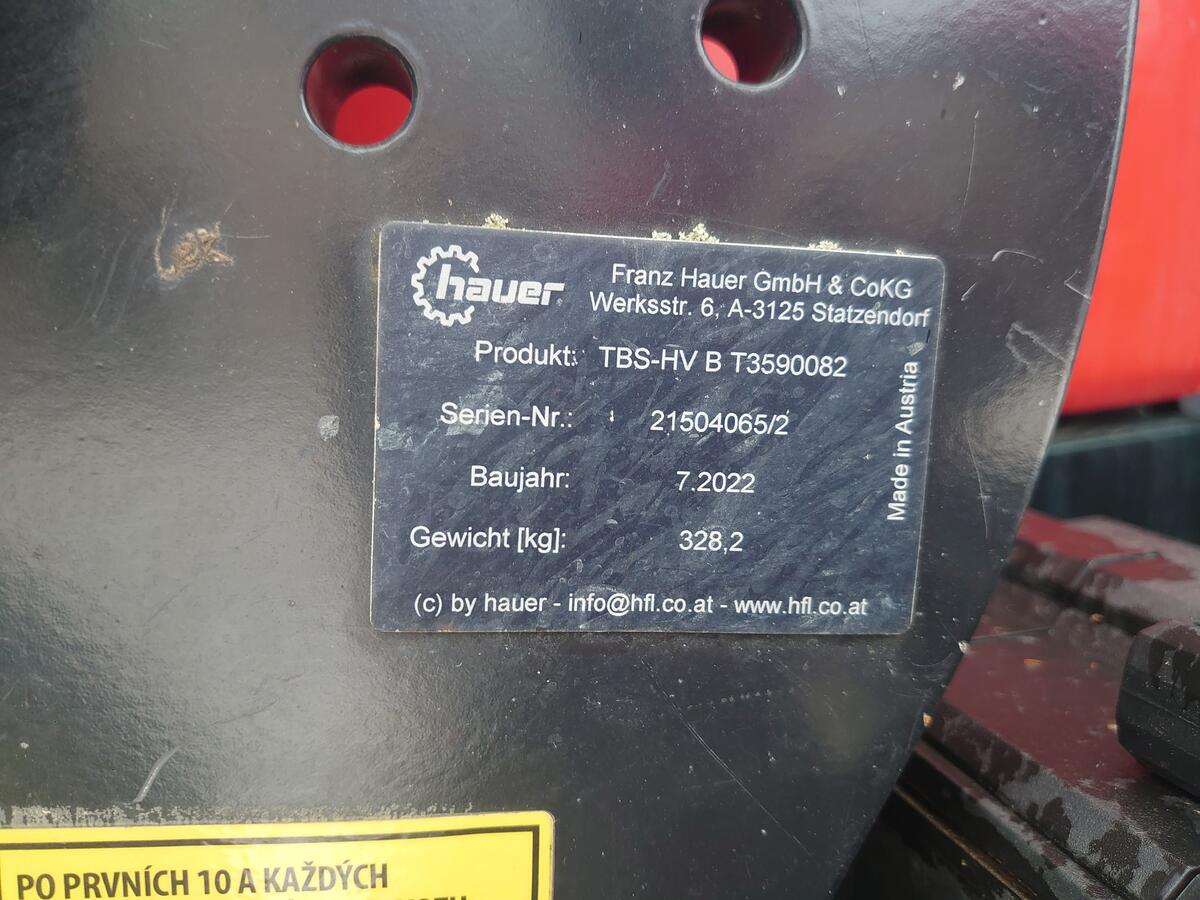 hauer
Franz Hauer GmbH & CoKG
Werksstr. 6, A-3125 Statzendorf
Produkt: TBS-HV B T3590082
Serien-Nr.: 21504065/2
Baujahr: 7.2022
Gewicht [kg]: 328,2
Made in Austria
(c) by hauer - info@hfl.co.at - www.hfl.co.at
PO PRVNÍCH 10 A KAŽDÝCH